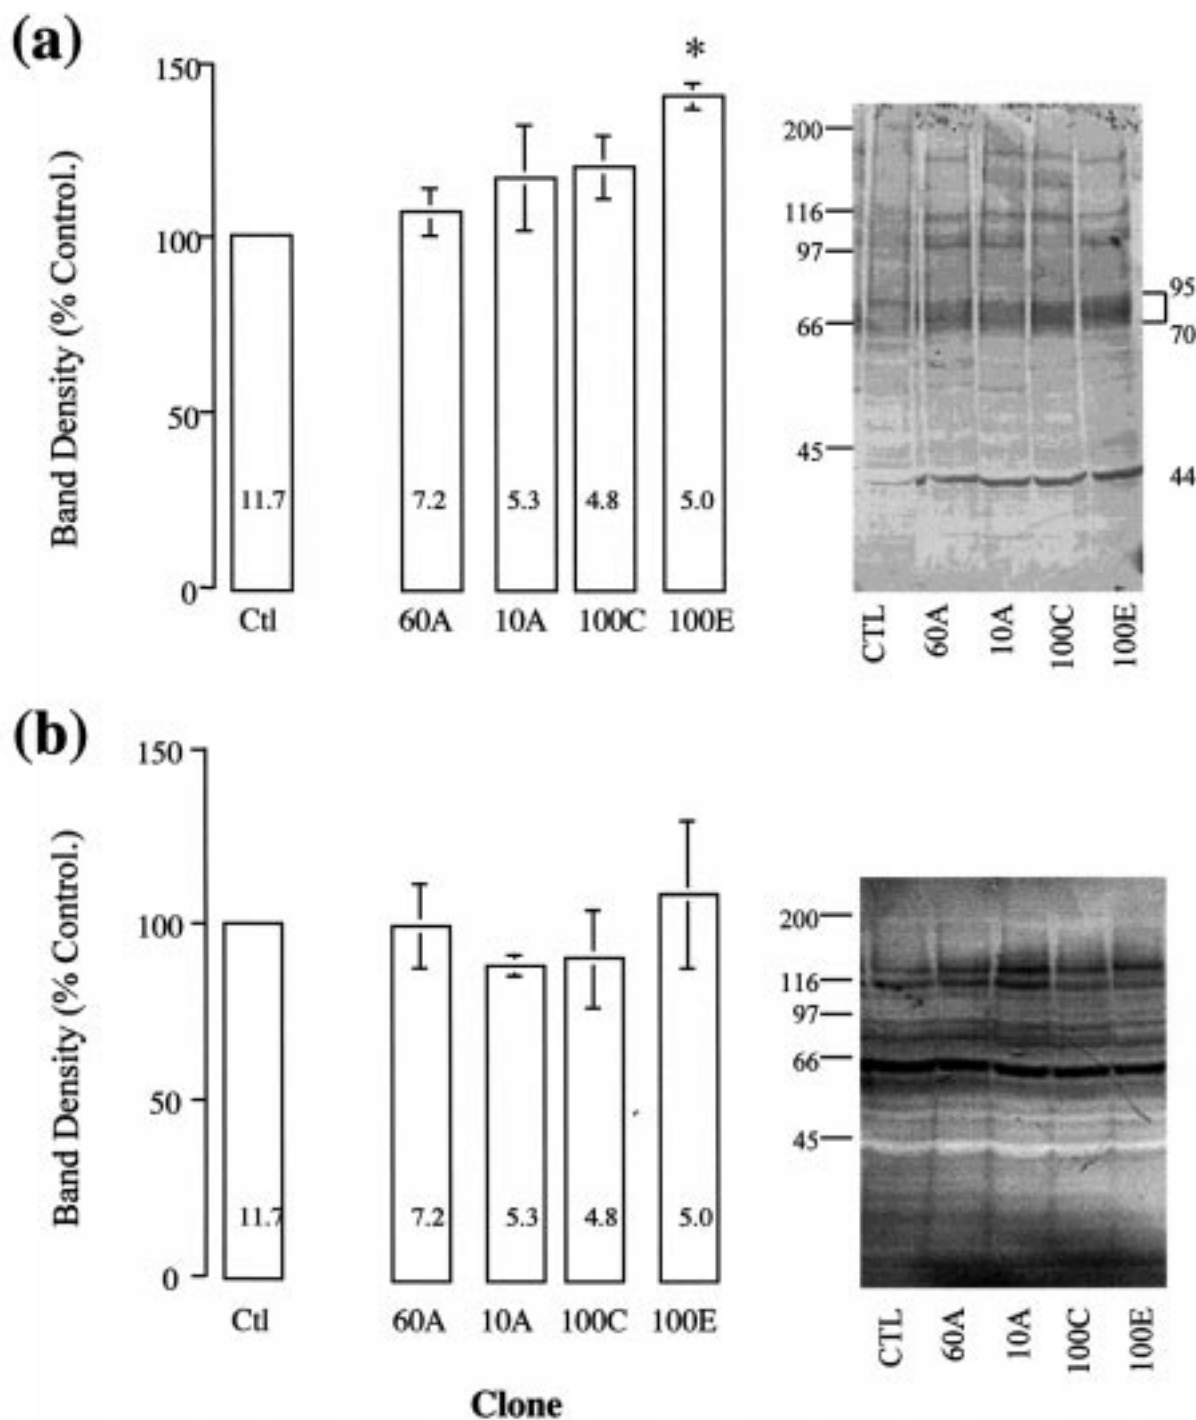 (a)
Band Density (% Control.)
150
100
50
0
*
11.7
7.2
5.3
4.8
5.0
Ctl
60A
10A
100C
100E
200
116
97
66
45
95
70
44
CTL
60A
10A
100C
100E
(b)
Band Density (% Control.)
150
100
50
0
11.7
7.2
5.3
4.8
5.0
Ctl
60A
10A
100C
100E
Clone
200
116
97
66
45
CTL
60A
10A
100C
100E